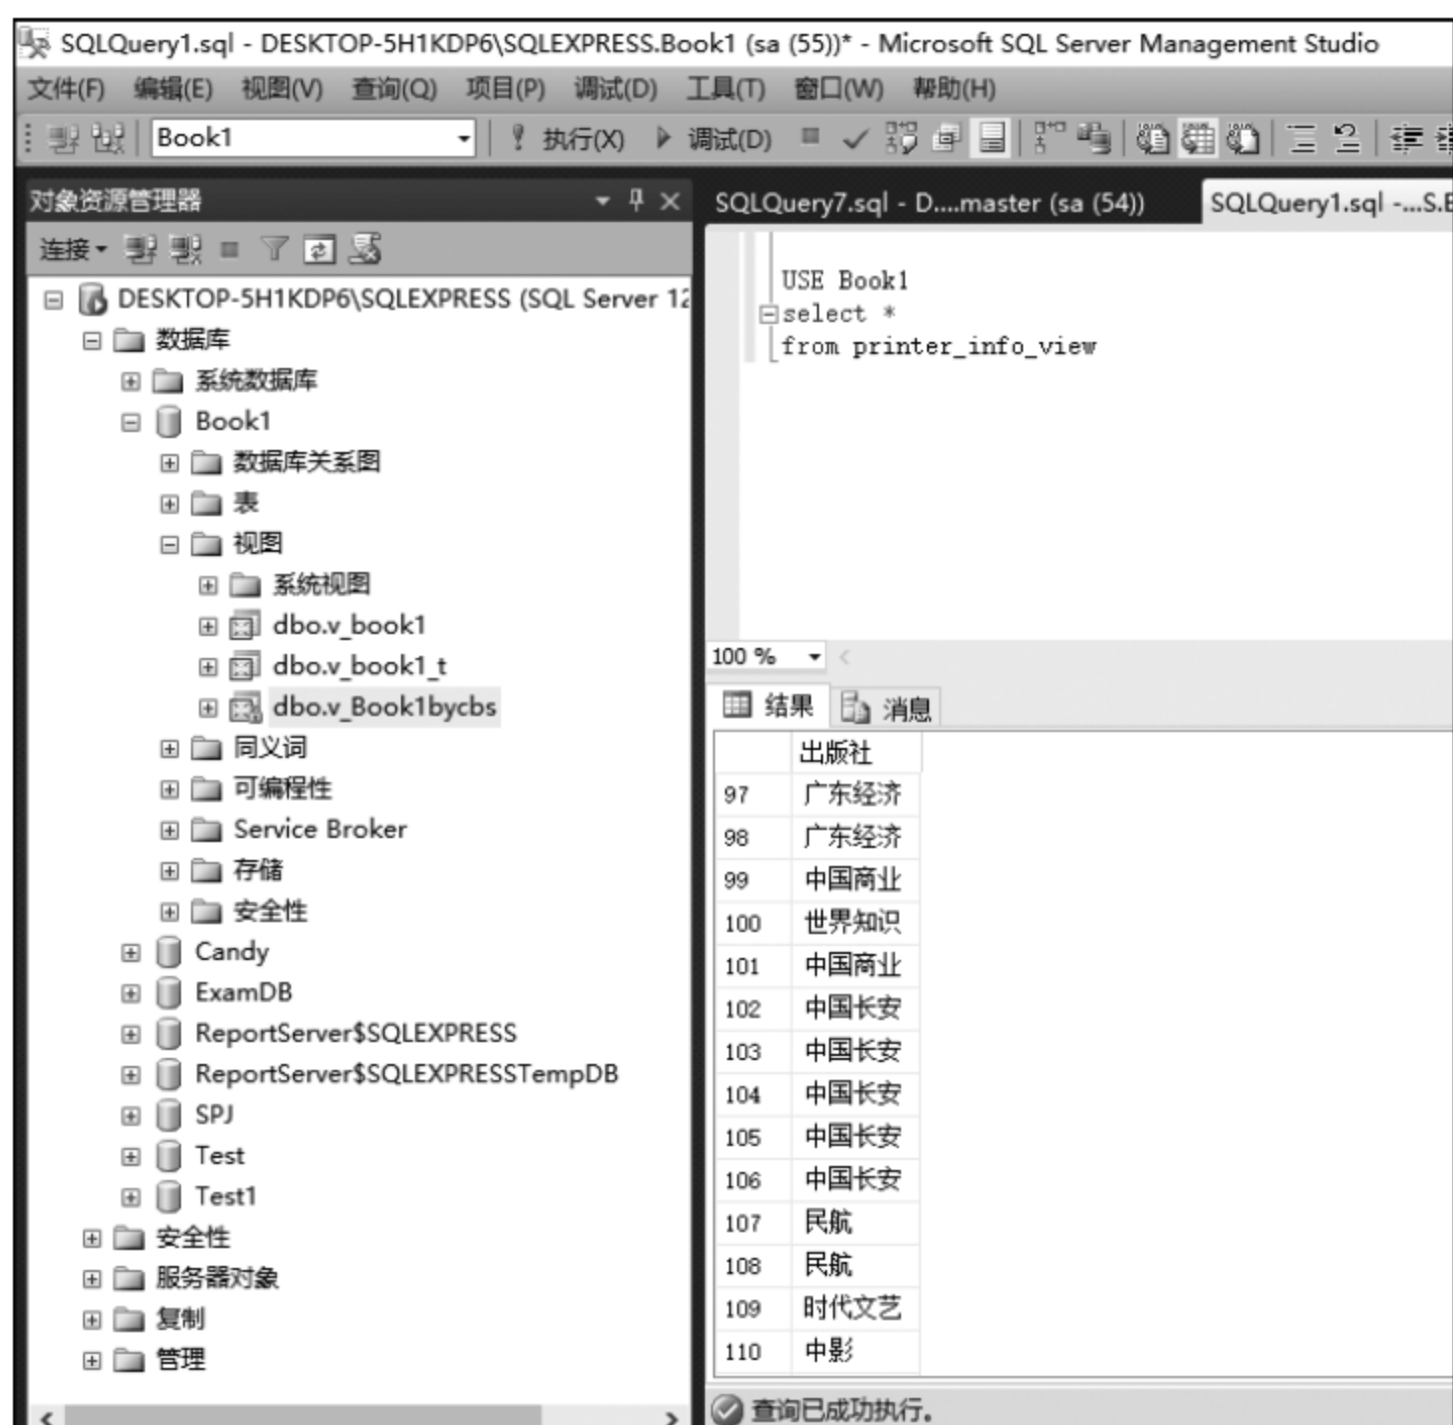 SQLQuery1.sql - DESKTOP-5H1KDP6\SQLEXPRESS.Book1 (sa (55))* - Microsoft SQL Server Management Studio
文件(F) 编辑(E) 视图(V) 查询(Q) 项目(P) 调试(D) 工具(T) 窗口(W) 帮助(H)
Book1 执行(X) 调试(D)
对象资源管理器
连接
DESKTOP-5H1KDP6\SQLEXPRESS (SQL Server 12
数据库
系统数据库
Book1
数据库关系图
表
视图
系统视图
dbo.v_book1
dbo.v_book1_t
dbo.v_Book1bycbs
同义词
可编程性
Service Broker
存储
安全性
Candy
ExamDB
ReportServer$SQLEXPRESS
ReportServer$SQLEXPRESSTempDB
SPJ
Test
Test1
安全性
服务器对象
复制
管理
SQLQuery7.sql - D....master (sa (54)) SQLQuery1.sql -...S.E
USE Book1
select *
from printer_info_view
100 %
结果 消息
出版社
97 广东经济
98 广东经济
99 中国商业
100 世界知识
101 中国商业
102 中国长安
103 中国长安
104 中国长安
105 中国长安
106 中国长安
107 民航
108 民航
109 时代文艺
110 中影
查询已成功执行。